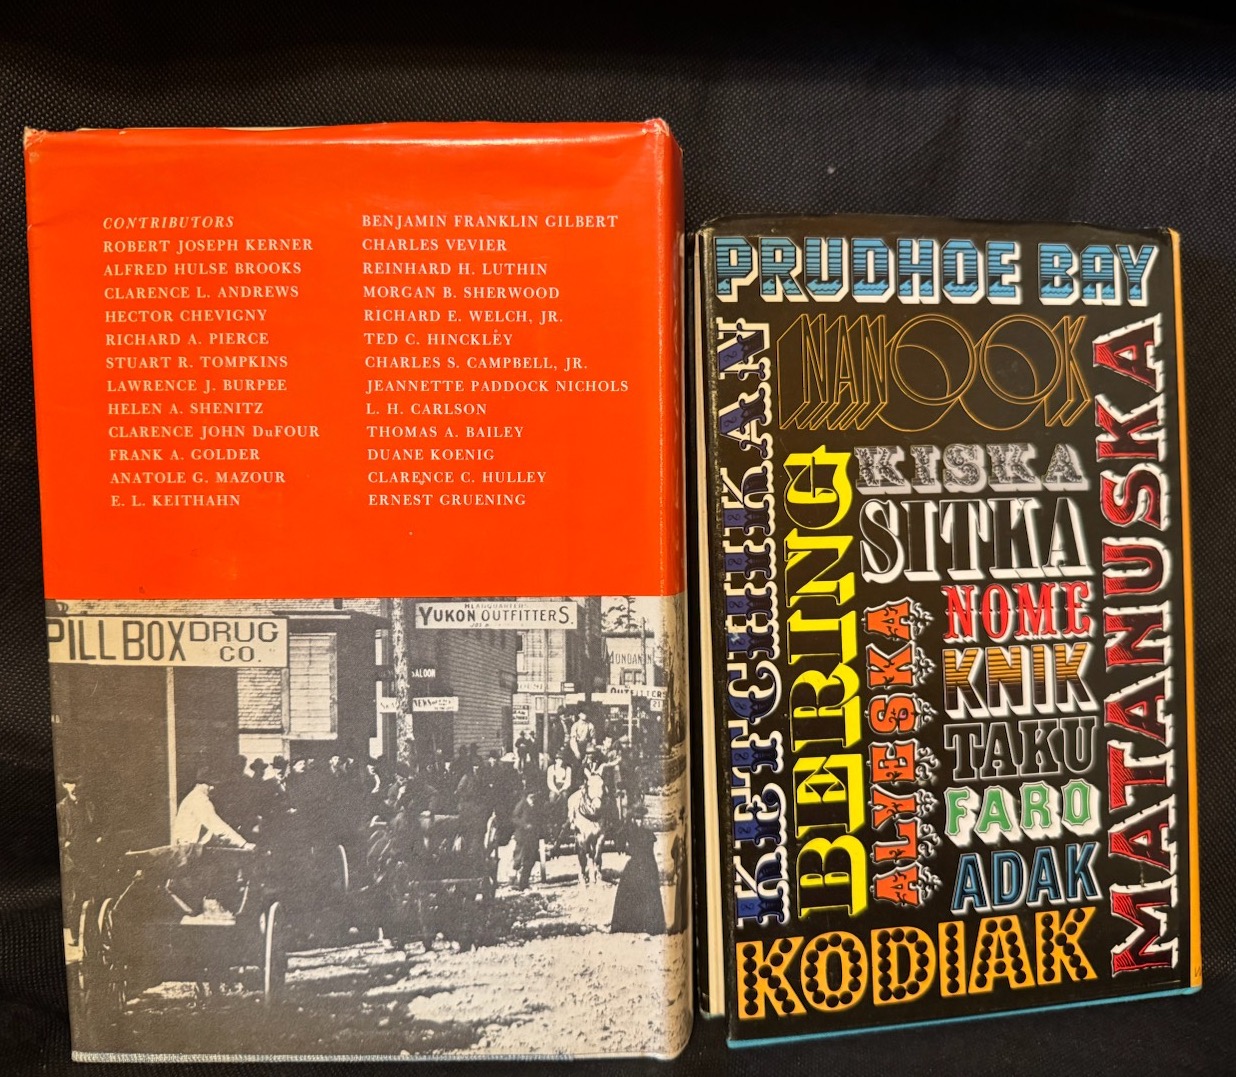 CONTRIBUTORS
ROBERT JOSEPH KERNER
ALFRED HULSE BROOKS
CLARENCE L. ANDREWS
HECTOR CHEVIGNY
RICHARD A. PIERCE
STUART R. TOMPKINS
LAWRENCE J. BURPEE
HELEN A. SHENITZ
CLARENCE JOHN DuFOUR
FRANK A. GOLDER
ANATOLE G. MAZOUR
E. L. KEITHAHN
BENJAMIN FRANKLIN GILBERT
CHARLES VEVIER
REINHARD H. LUTHIN
MORGAN B. SHERWOOD
RICHARD E. WELCH, JR.
TED C. HINCKLEY
CHARLES S. CAMPBELL, JR.
JEANNETTE PADDOCK NICHOLS
L. H. CARLSON
THOMAS A. BAILEY
DUANE KOENIG
CLARENCE C. HULLEY
ERNEST GRUENING
PILL BOX DRUG
CO.
HEADQUARTERS
YUKON OUTFITTERS.
SALOON
OUTFITTERS
PRUDHOE BAY
KETCHIKAN
NANOOK
BERING
KISKA
SITKA
ALYESKA
NOME
KNIK
TAKU
FARO
ADAK
MATANUSKA
KODIAK